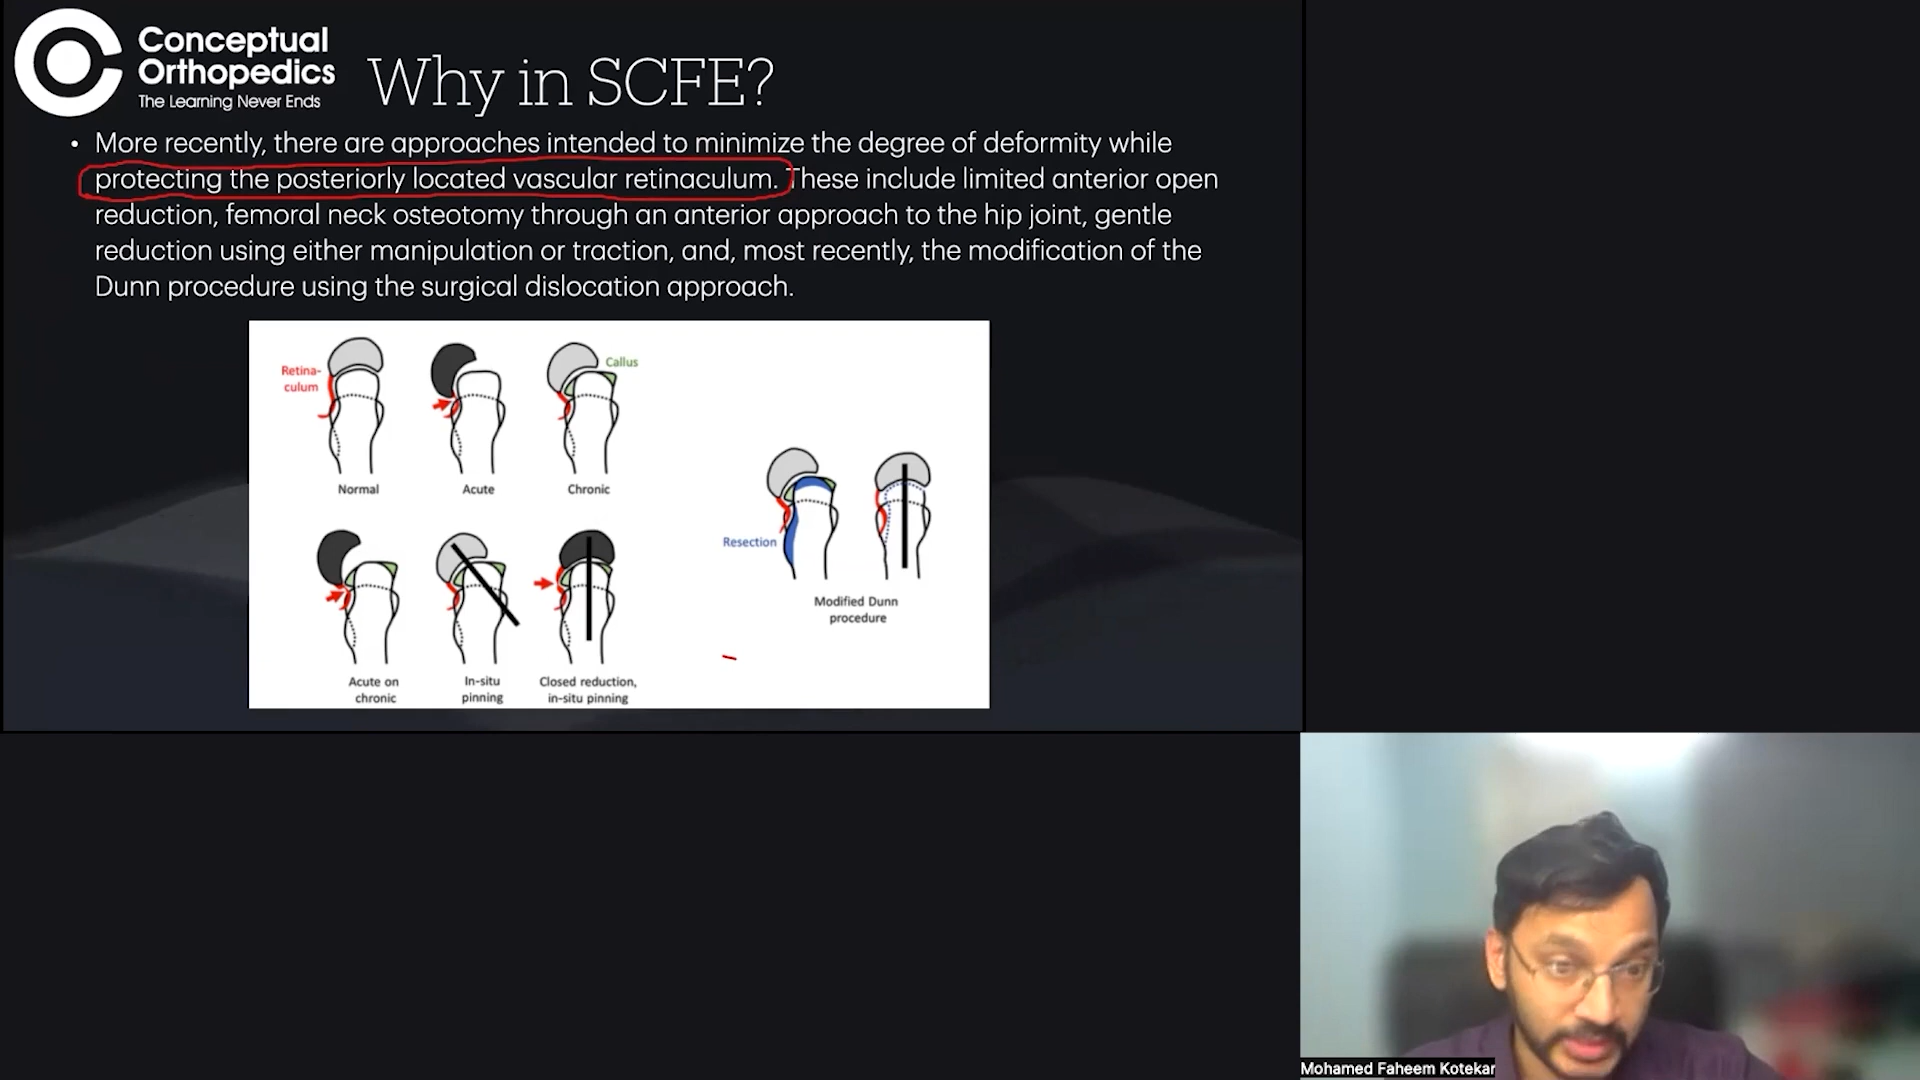 Conceptual
Orthopedics
The Learning Never Ends
Why in SCFE?
• More recently, there are approaches intended to minimize the degree of deformity while
protecting the posteriorly located vascular retinaculum. These include limited anterior open
reduction, femoral neck osteotomy through an anterior approach to the hip joint, gentle
reduction using either manipulation or traction, and, most recently, the modification of the
Dunn procedure using the surgical dislocation approach.
Retina-
culum
Callus
Normal
Acute
Chronic
Resection
Modified Dunn
procedure
Acute on
chronic
In-situ
pinning
Closed reduction,
in-situ pinning
Mohamed Faheem Kotekar